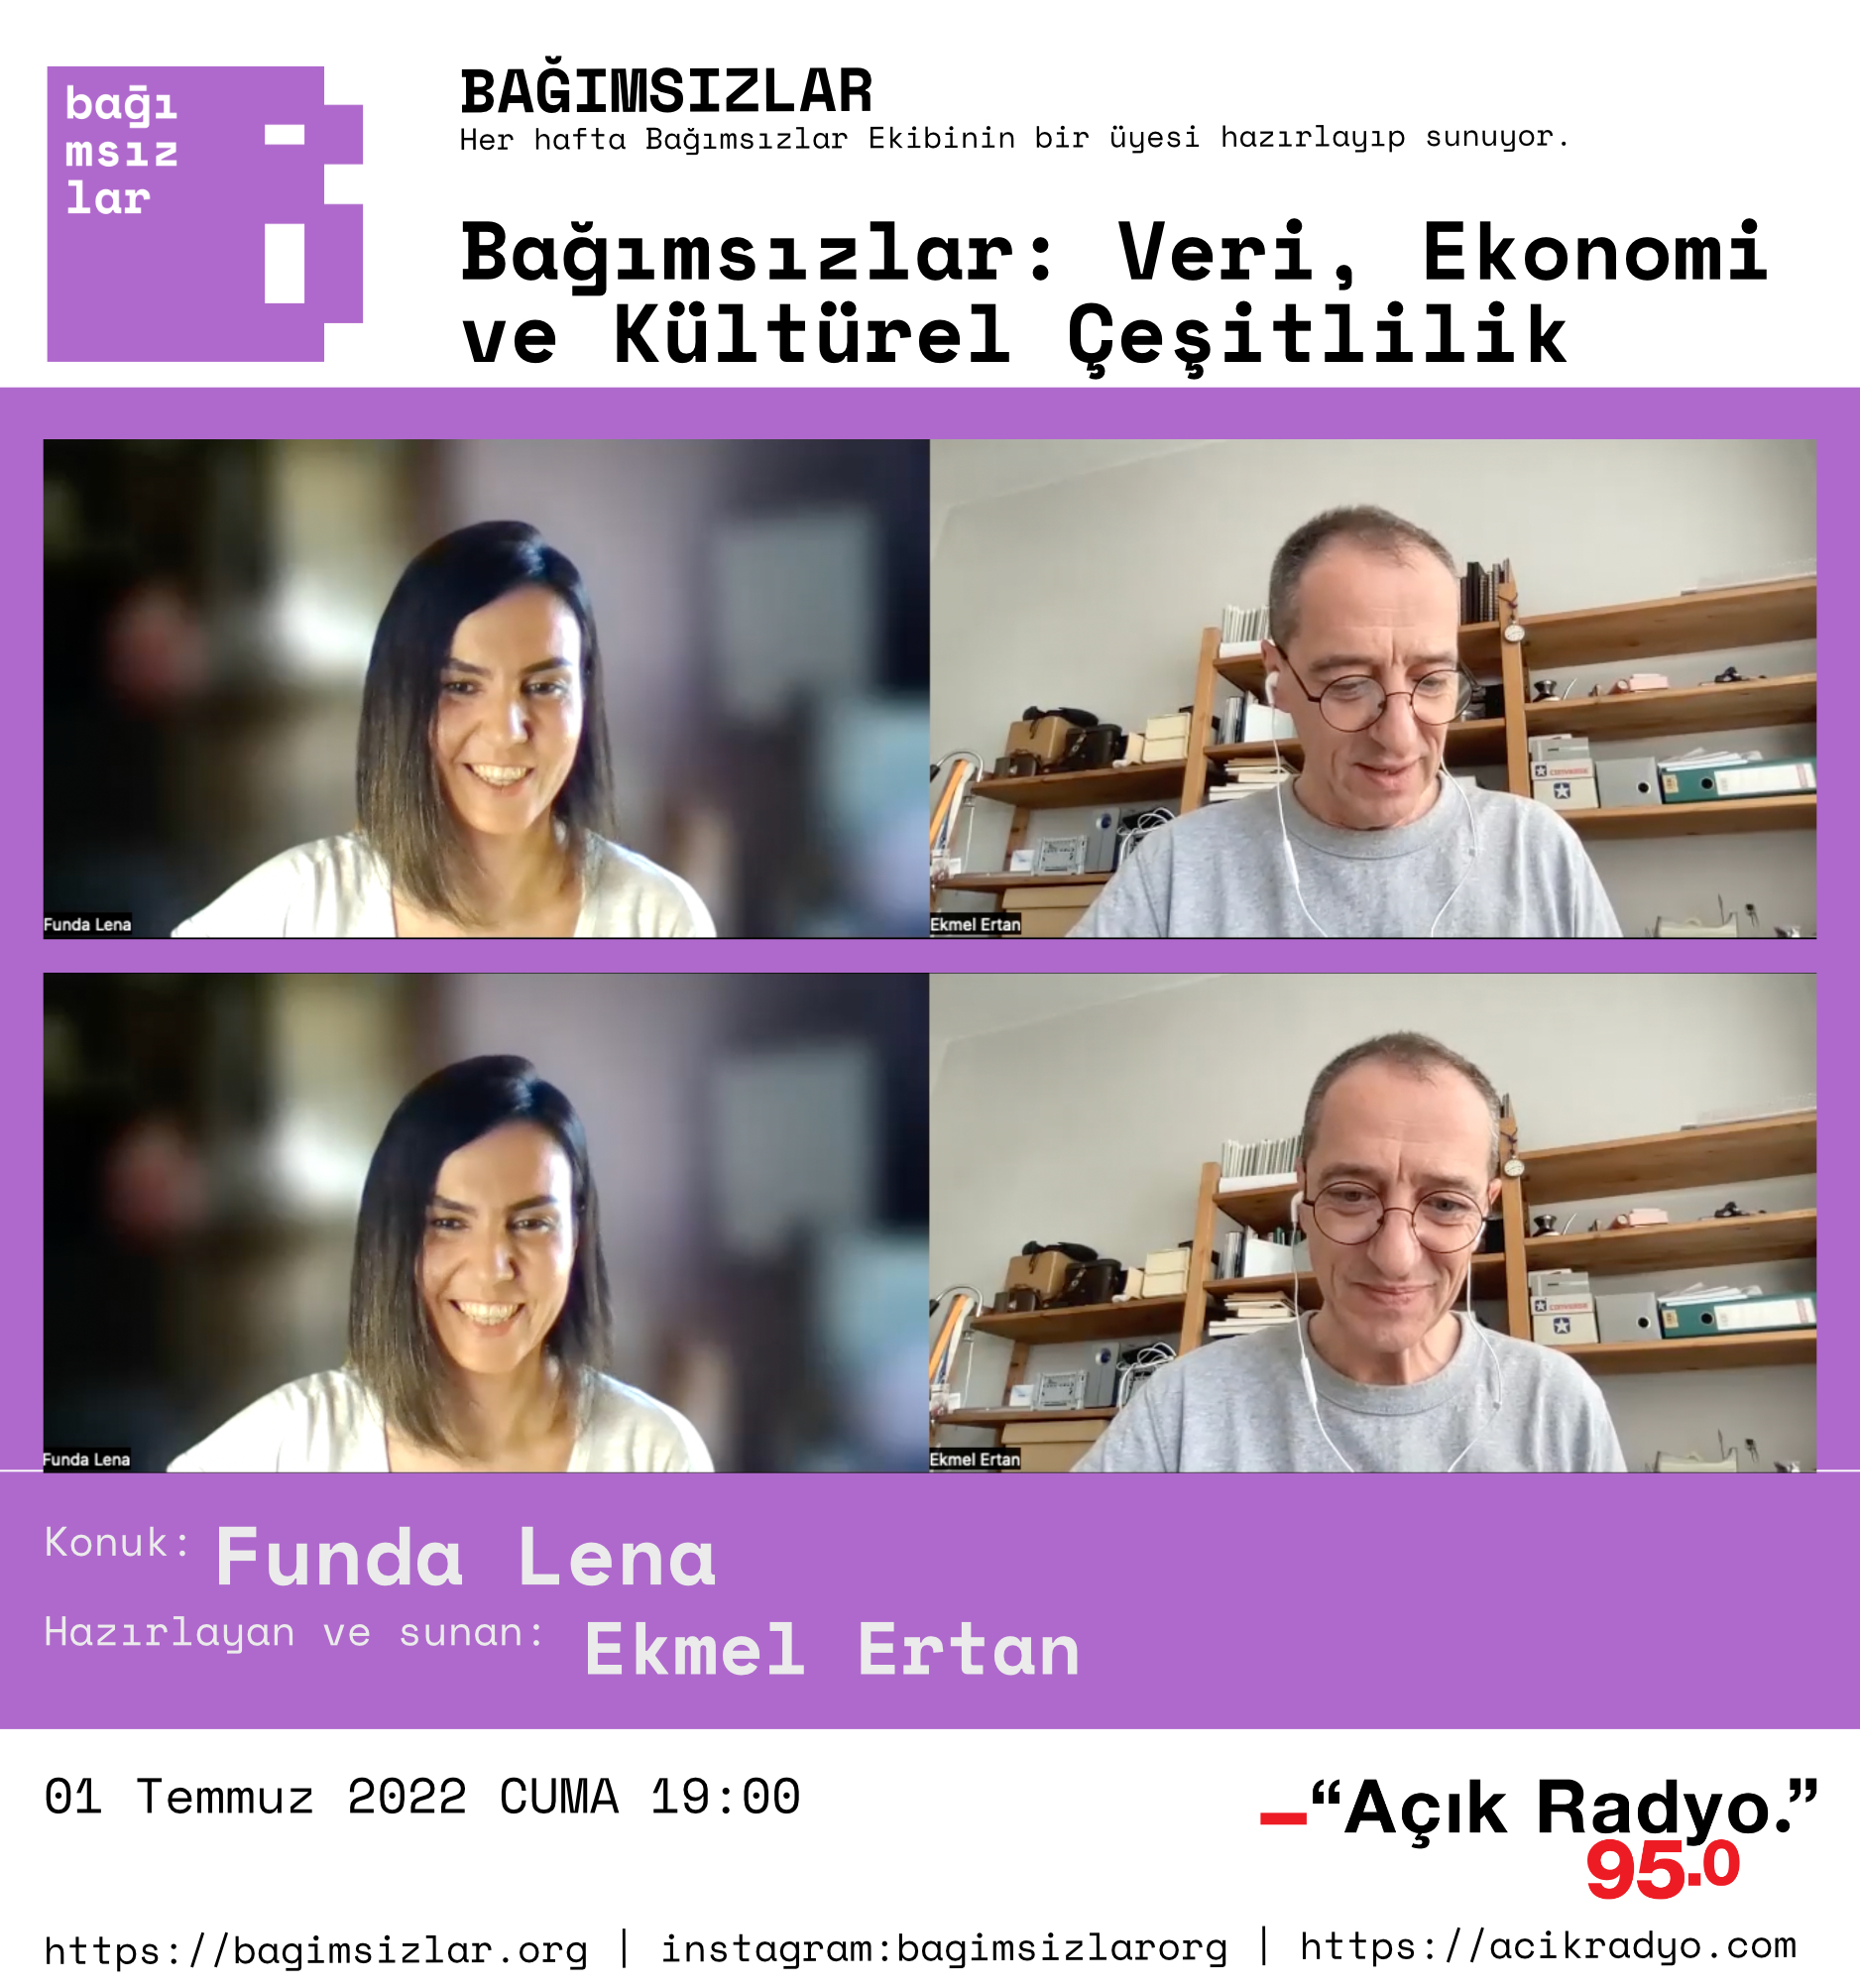 bağı
msız
lar
BAĞIMSIZLAR
Her hafta Bağımsızlar Ekibinin bir üyesi hazırlayıp sunuyor.
Bağımsızlar: Veri, Ekonomi
ve Kültürel Çeşitlilik
CONVERSE
Funda Lena
Ekmel Ertan
CONVERSE
Funda Lena
Ekmel Ertan
Konuk: Funda Lena
Hazırlayan ve sunan: Ekmel Ertan
01 Temmuz 2022 CUMA 19:00
“Açık Radyo.”
95.0
https://bagimsizlar.org | instagram:bagimsizlarorg | https://acikradyo.com